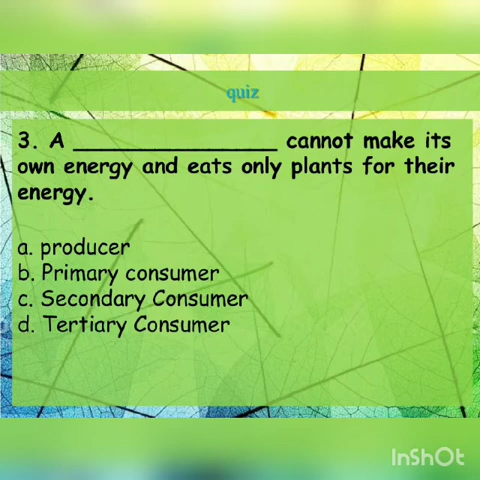 quiz
3. A _________________ cannot make its
own energy and eats only plants for their
energy.
a. producer
b. Primary consumer
c. Secondary Consumer
d. Tertiary Consumer
InShOt